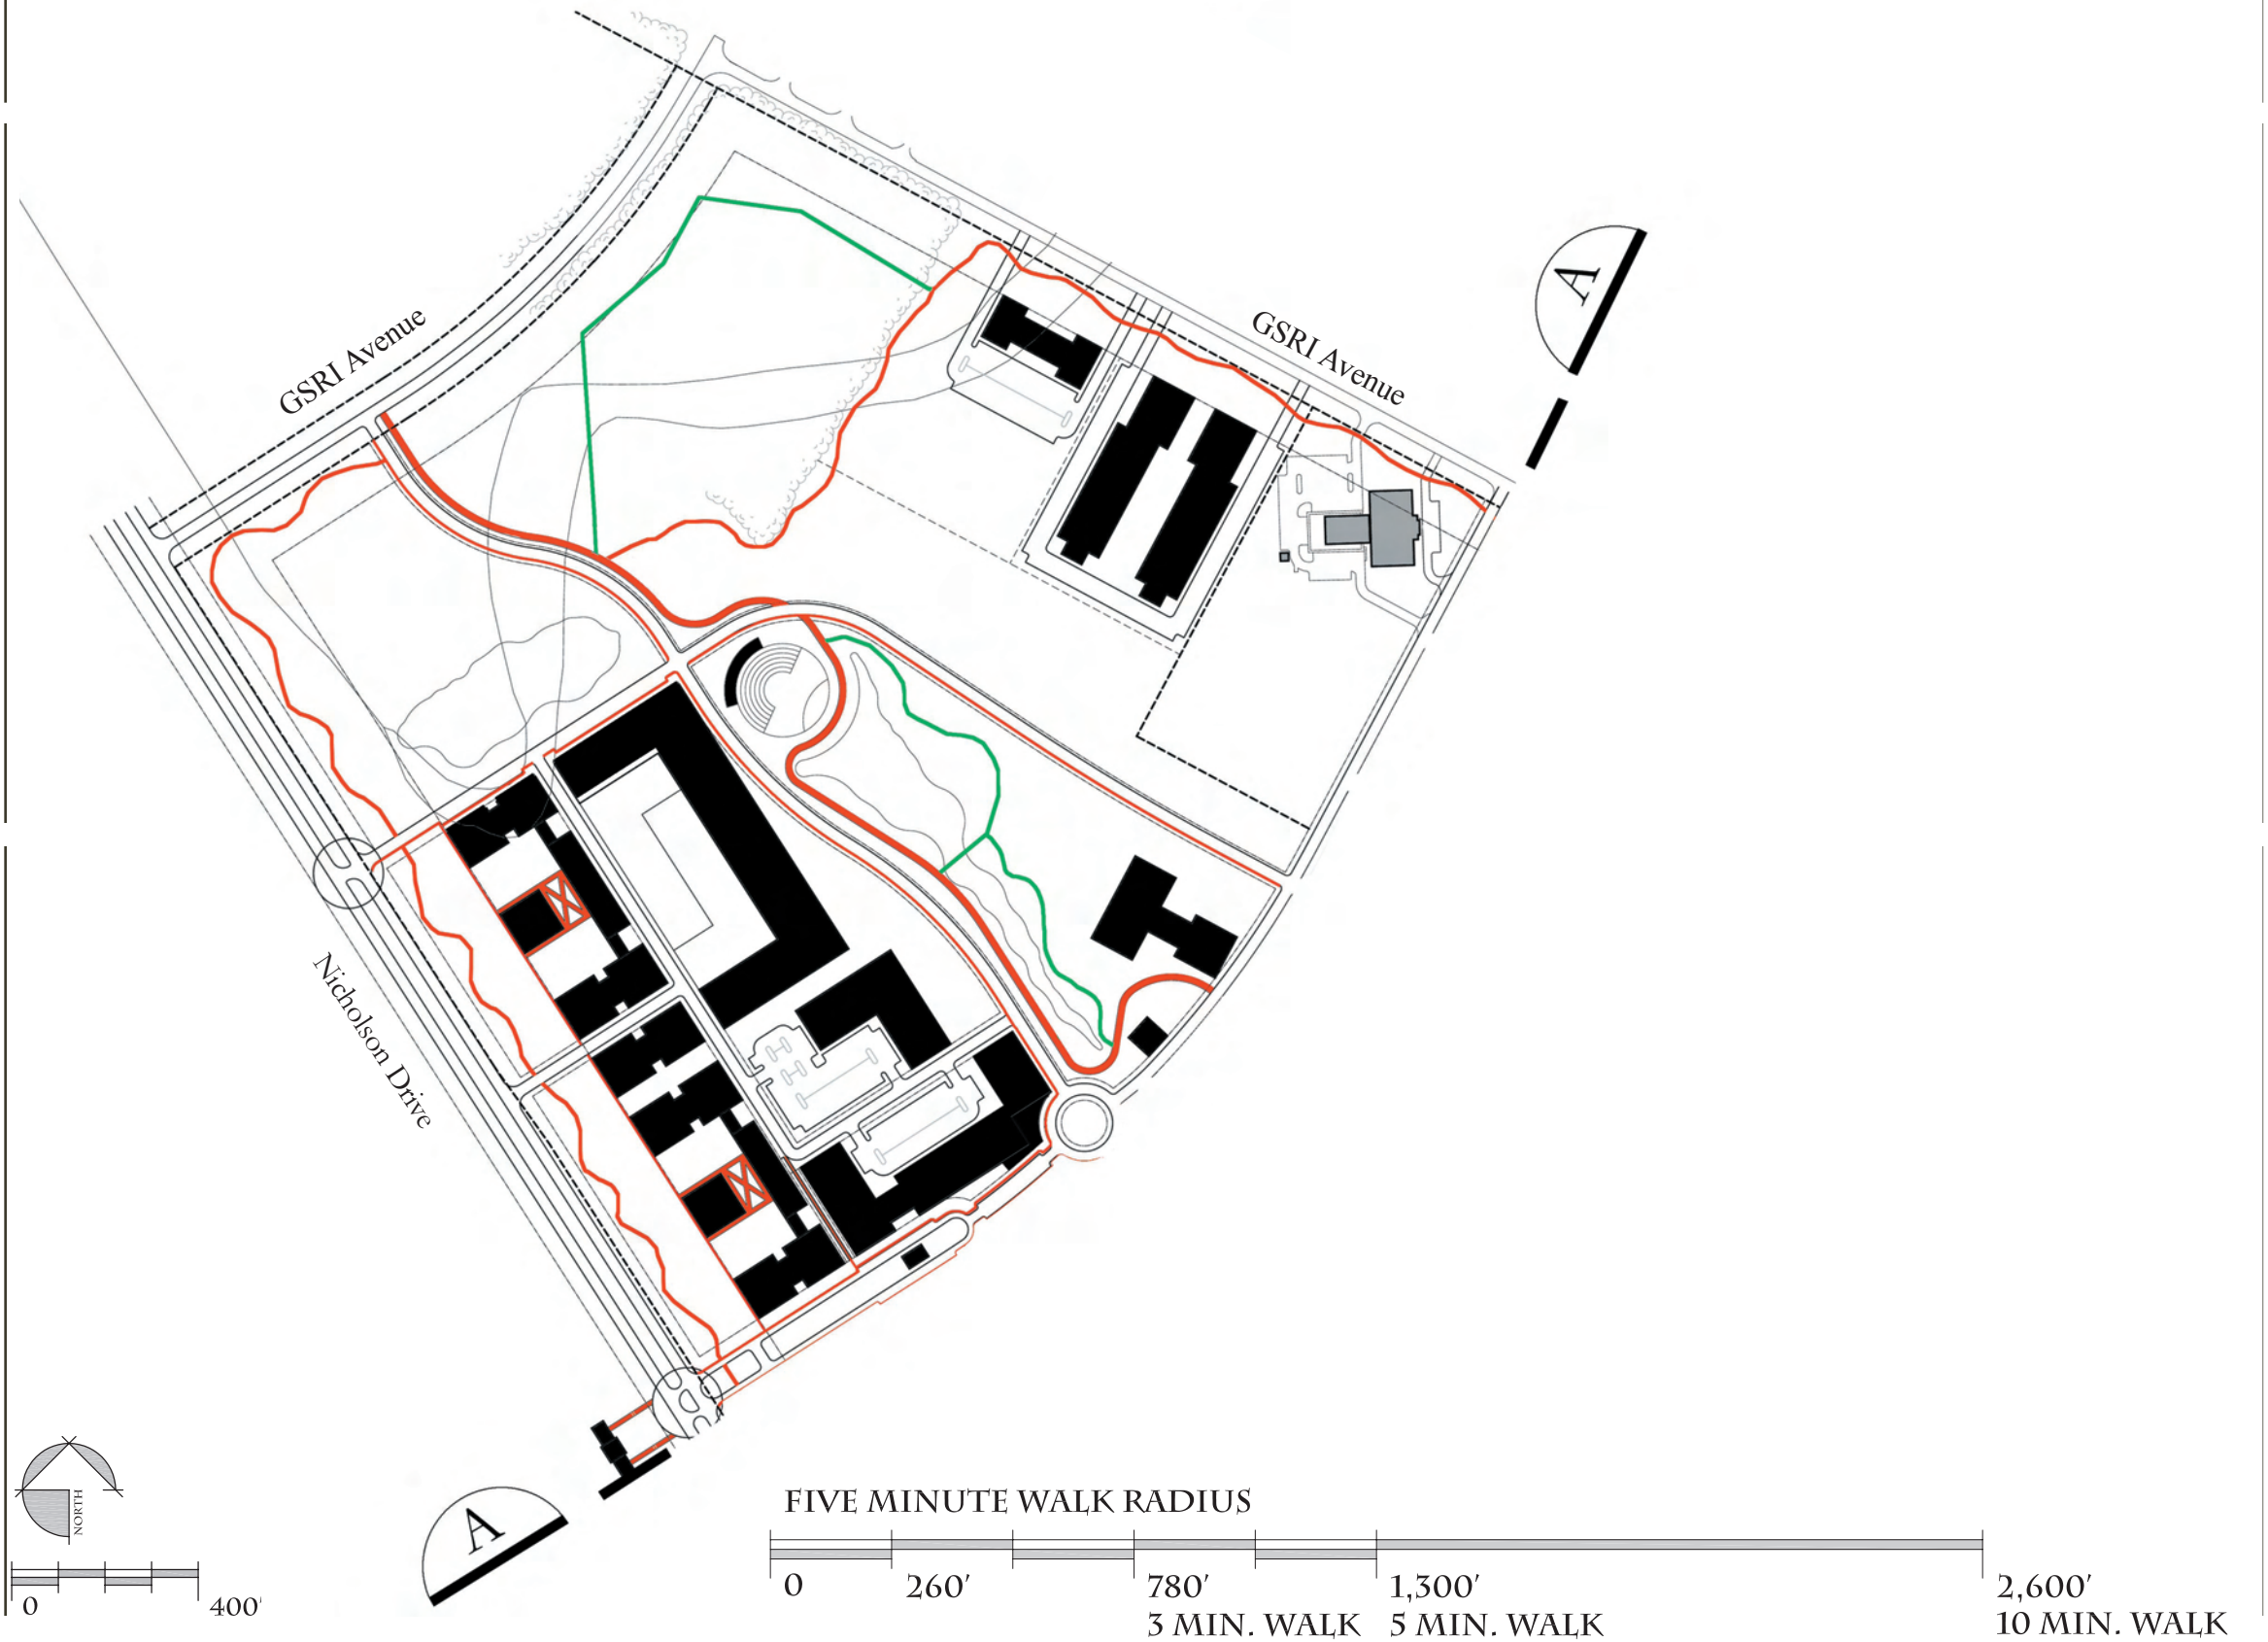 A
GSRI Avenue
GSRI Avenue
Nicholson Drive
A
NORTH
0 400'
FIVE MINUTE WALK RADIUS
0 260' 780' 1,300' 2,600'
3 MIN. WALK 5 MIN. WALK 10 MIN. WALK